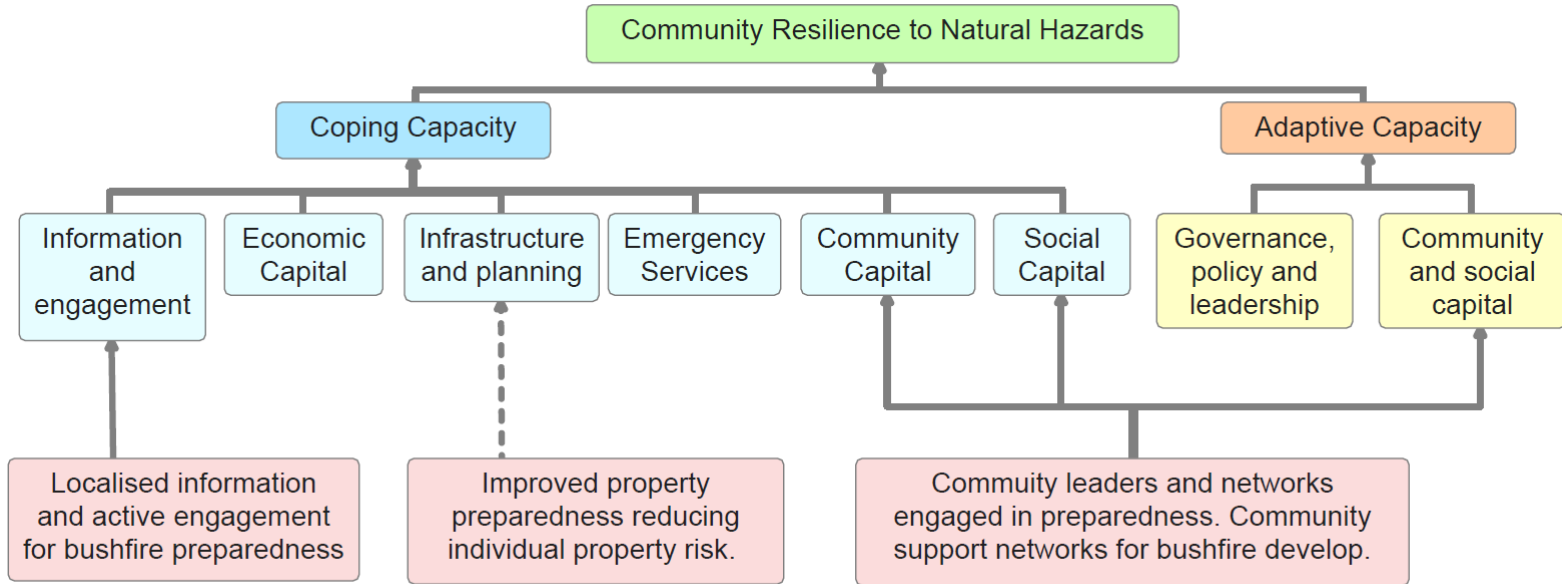 Community Resilience to Natural Hazards
Coping Capacity
Adaptive Capacity
Information
and
engagement
Economic
Capital
Infrastructure
and planning
Emergency
Services
Community
Capital
Social
Capital
Governance,
policy and
leadership
Community
and social
capital
Localised information
and active engagement
for bushfire preparedness
Improved property
preparedness reducing
individual property risk.
Commuity leaders and networks
engaged in preparedness. Community
support networks for bushfire develop.